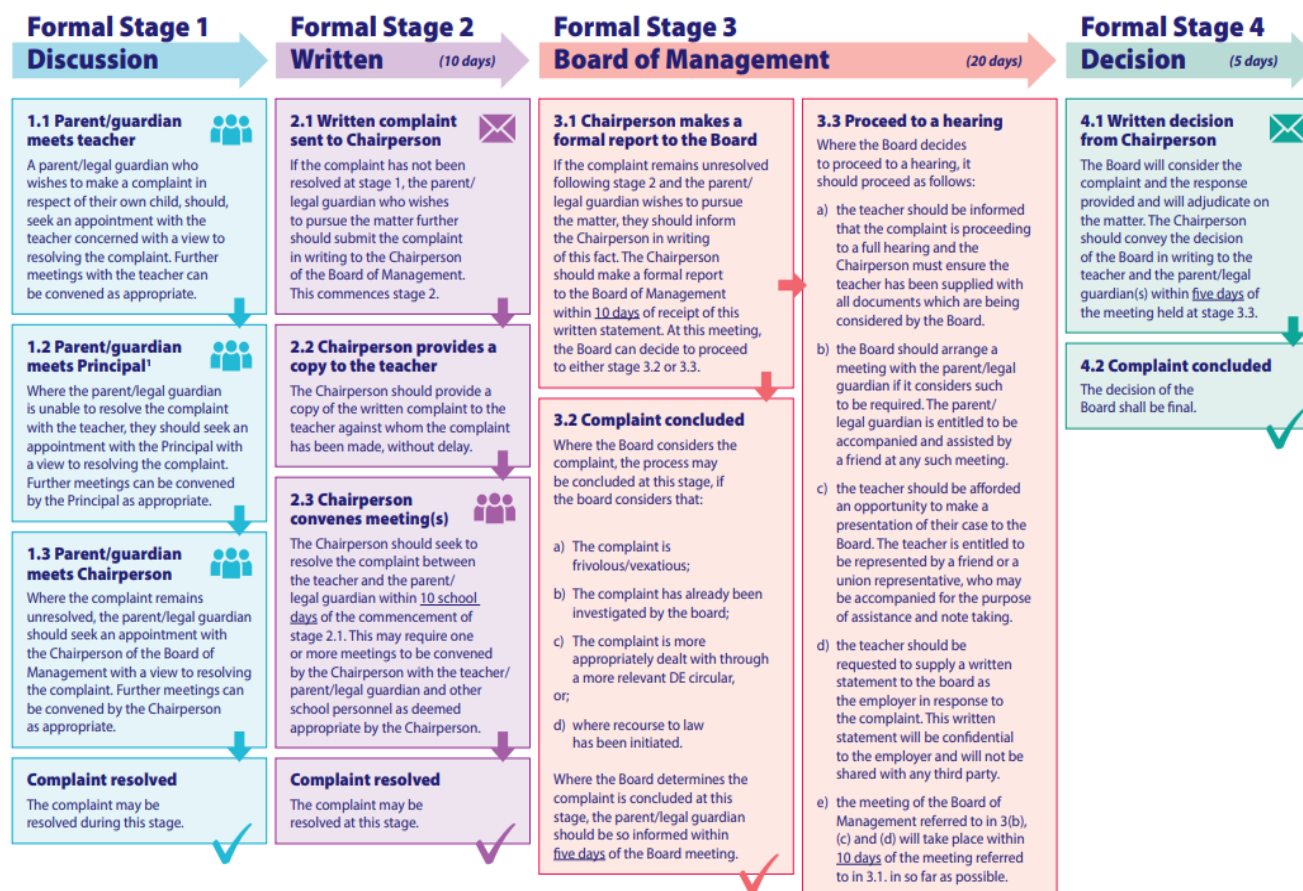 Formal Stage 1
Discussion
1.1 Parent/guardian
meets teacher
A parent/legal guardian who
wishes to make a complaint in
respect of their own child, should,
seek an appointment with the
teacher concerned with a view to
resolving the complaint. Further
meetings with the teacher can
be convened as appropriate.
1.2 Parent/guardian
meets Principal¹
Where the parent/legal guardian
is unable to resolve the complaint
with the teacher, they should seek an
appointment with the Principal with
a view to resolving the complaint.
Further meetings can be convened
by the Principal as appropriate.
1.3 Parent/guardian
meets Chairperson
Where the complaint remains
unresolved, the parent/legal guardian
should seek an appointment with
the Chairperson of the Board of
Management with a view to resolving
the complaint. Further meetings can
be convened by the Chairperson
as appropriate.
Complaint resolved
The complaint may be
resolved during this stage.
Formal Stage 2
Written (10 days)
2.1 Written complaint
sent to Chairperson
If the complaint has not been
resolved at stage 1, the parent/
legal guardian who wishes
to pursue the matter further
should submit the complaint
in writing to the Chairperson
of the Board of Management.
This commences stage 2.
2.2 Chairperson provides a
copy to the teacher
The Chairperson should provide a
copy of the written complaint to the
teacher against whom the complaint
has been made, without delay.
2.3 Chairperson
convenes meeting(s)
The Chairperson should seek to
resolve the complaint between
the teacher and the parent/
legal guardian within 10 school
days of the commencement of
stage 2.1. This may require one
or more meetings to be convened
by the Chairperson with the teacher/
parent/legal guardian and other
school personnel as deemed
appropriate by the Chairperson.
Complaint resolved
The complaint may be
resolved at this stage.
Formal Stage 3
Board of Management (20 days)
3.1 Chairperson makes a
formal report to the Board
If the complaint remains unresolved
following stage 2 and the parent/
legal guardian wishes to pursue
the matter, they should inform
the Chairperson in writing
of this fact. The Chairperson
should make a formal report
to the Board of Management
within 10 days of receipt of this
written statement. At this meeting,
the Board can decide to proceed
to either stage 3.2 or 3.3.
3.2 Complaint concluded
Where the Board considers the
complaint, the process may
be concluded at this stage, if
the board considers that:
a) The complaint is
frivolous/vexatious;
b) The complaint has already been
investigated by the board;
c) The complaint is more
appropriately dealt with through
a more relevant DE circular,
or;
d) where recourse to law
has been initiated.
Where the Board determines the
complaint is concluded at this
stage, the parent/legal guardian
should be so informed within
five days of the Board meeting.
3.3 Proceed to a hearing
Where the Board decides
to proceed to a hearing, it
should proceed as follows:
a) the teacher should be informed
that the complaint is proceeding
to a full hearing and the
Chairperson must ensure the
teacher has been supplied with
all documents which are being
considered by the Board.
b) the Board should arrange a
meeting with the parent/legal
guardian if it considers such
to be required. The parent/
legal guardian is entitled to be
accompanied and assisted by
a friend at any such meeting.
c) the teacher should be afforded
an opportunity to make a
presentation of their case to the
Board. The teacher is entitled to
be represented by a friend or a
union representative, who may
be accompanied for the purpose
of assistance and note taking.
d) the teacher should be
requested to supply a written
statement to the board as
the employer in response to
the complaint. This written
statement will be confidential
to the employer and will not be
shared with any third party.
e) the meeting of the Board of
Management referred to in 3(b),
(c) and (d) will take place within
10 days of the meeting referred
to in 3.1. in so far as possible.
Formal Stage 4
Decision (5 days)
4.1 Written decision
from Chairperson
The Board will consider the
complaint and the response
provided and will adjudicate on
the matter. The Chairperson
should convey the decision
of the Board in writing to the
teacher and the parent/legal
guardian(s) within five days of
the meeting held at stage 3.3.
4.2 Complaint concluded
The decision of the
Board shall be final.